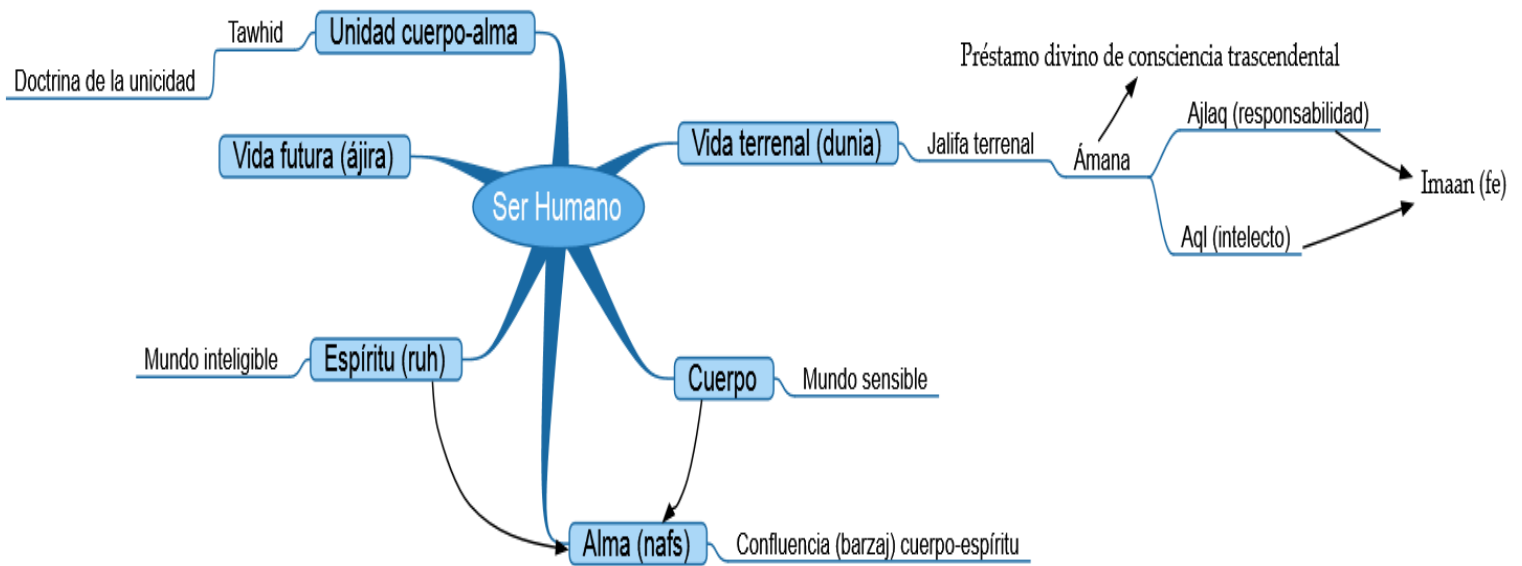 Unidad cuerpo-alma
Tawhid
Doctrina de la unicidad
Vida futura (ájira)
Ser Humano
Vida terrenal (dunia)
Jalifa terrenal
Ámana
Préstamo divino de consciencia trascendental
Ajlaq (responsabilidad)
Aql (intelecto)
Imaan (fe)
Espíritu (ruh)
Mundo inteligible
Cuerpo
Mundo sensible
Alma (nafs)
Confluencia (barzaj) cuerpo-espíritu